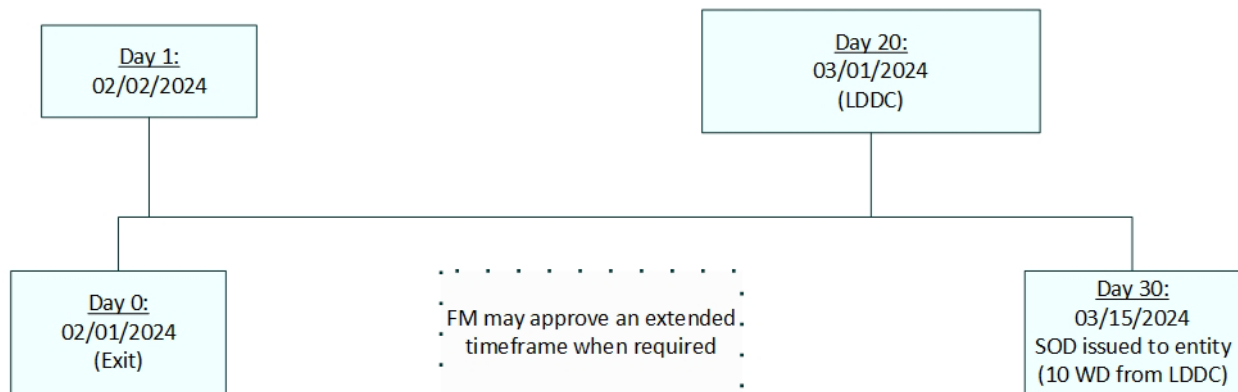 Day 1:
02/02/2024
Day 20:
03/01/2024
(LDDC)
Day 0:
02/01/2024
(Exit)
FM may approve an extended
timeframe when required
Day 30:
03/15/2024
SOD issued to entity
(10 WD from LDDC)